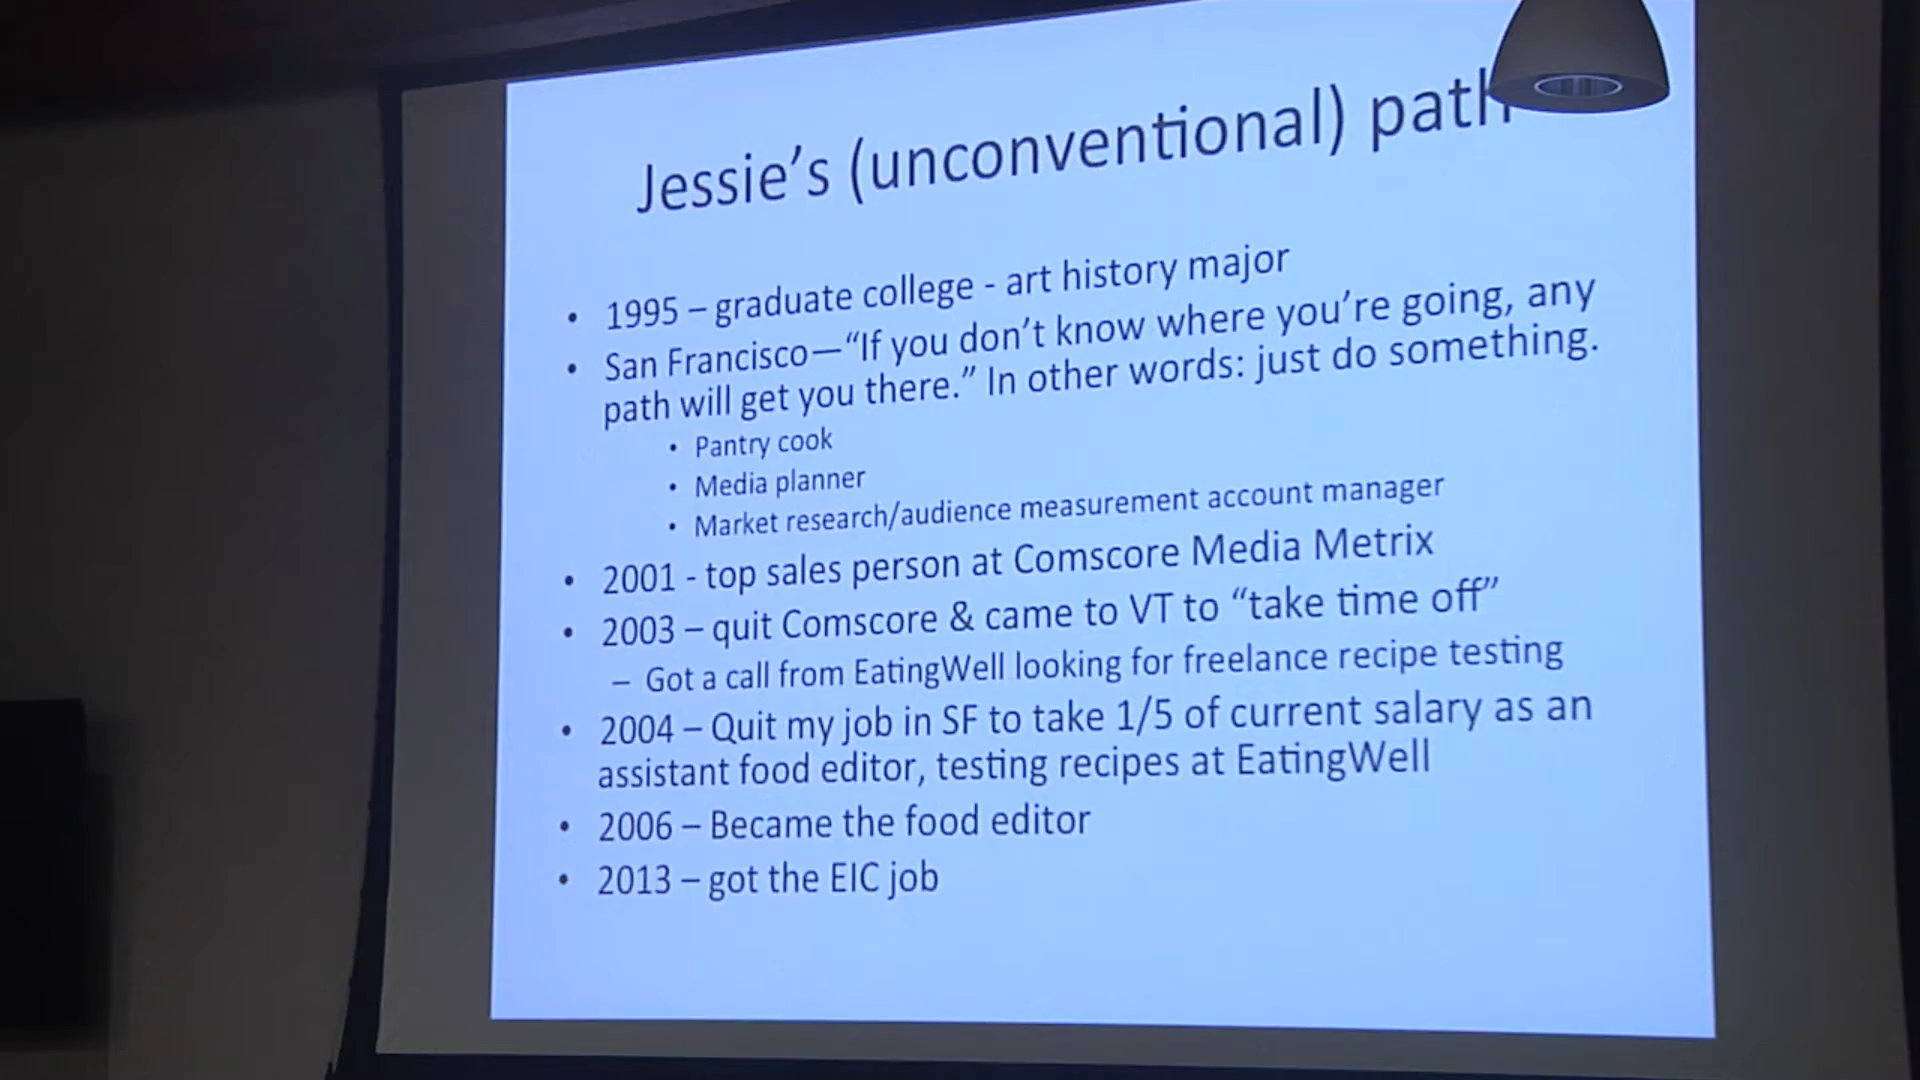 Jessie's (unconventional) path
• 1995 – graduate college - art history major
• San Francisco—“If you don’t know where you’re going, any
path will get you there.” In other words: just do something.
• Pantry cook
• Media planner
• Market research/audience measurement account manager
• 2001 - top sales person at Comscore Media Metrix
• 2003 – quit Comscore & came to VT to “take time off”
– Got a call from EatingWell looking for freelance recipe testing
• 2004 – Quit my job in SF to take 1/5 of current salary as an
assistant food editor, testing recipes at EatingWell
• 2006 – Became the food editor
• 2013 – got the EIC job